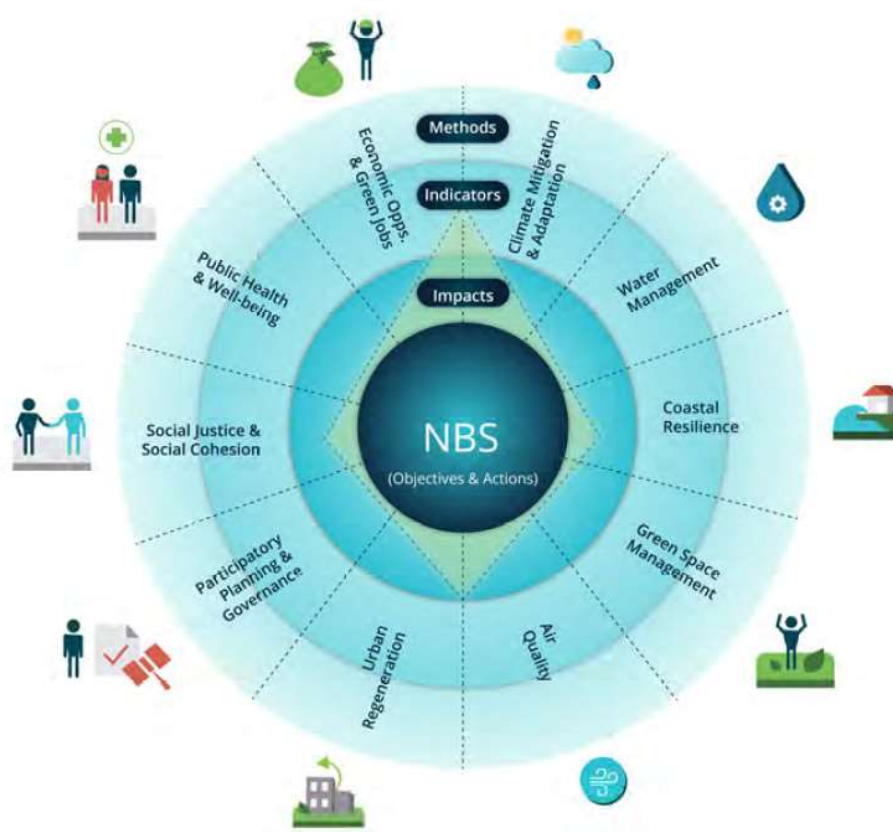 Methods
Indicators
Impacts
NBS
(Objectives & Actions)
Climate Mitigation
& Adaptation
Water
Management
Coastal
Resilience
Green Space
Management
Air
Quality
Urban
Regeneration
Participatory
Planning &
Governance
Social Justice &
Social Cohesion
Public Health
& Well-being
Economic Opps.
& Green Jobs